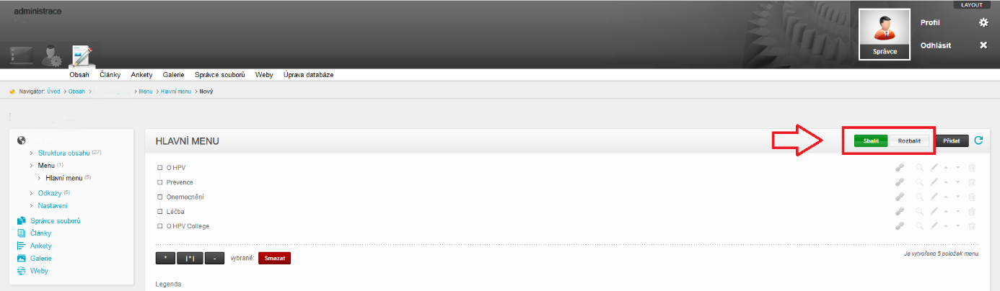 administrace
LAYOUT
Profil
Správce
Odhlásit
Obsah Články Ankety Galerie Správce souborů Weby Úprava databáze
Navigátor: Úvod > Obsah > > Menu > Hlavní menu > Nový
HLAVNÍ MENU
Sbalit Rozbalit Přidat
Struktura obsahu (27)
Menu (1)
Hlavní menu (5)
Odkazy (5)
Nastavení
Správce souborů
Články
Ankety
Galerie
Weby
O HPV
Prevence
Onemocnění
Léčba
O HPV College
* |*| - vybrané: Smazat
Je vytvořeno 5 položek menu.
Legenda